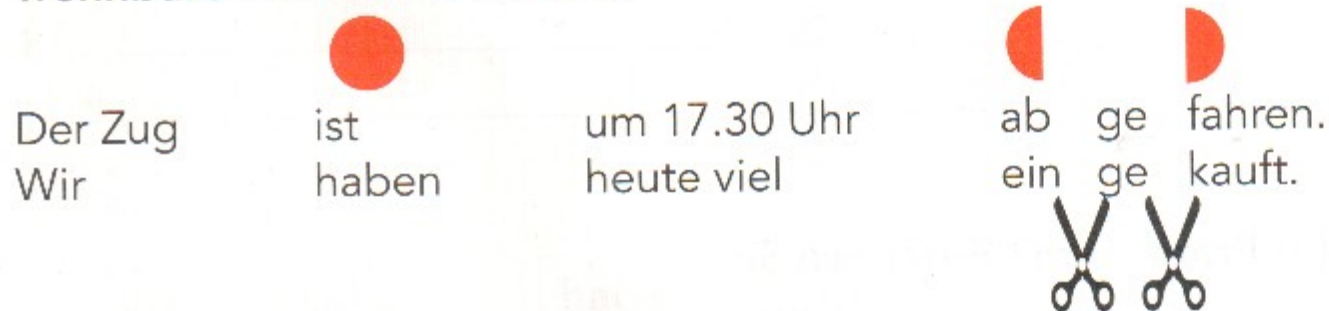 Der Zug ist um 17.30 Uhr ab ge fahren.
Wir haben heute viel ein ge kauft.